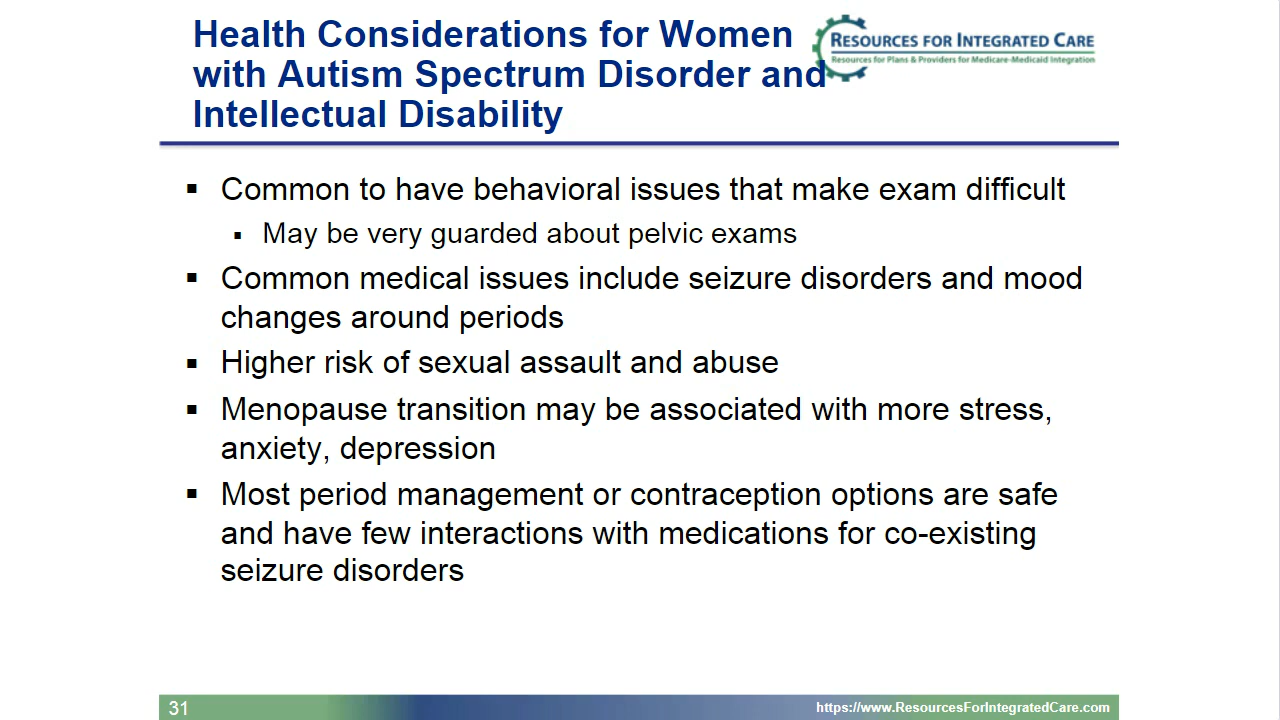 Health Considerations for Women
with Autism Spectrum Disorder and
Intellectual Disability
RESOURCES FOR INTEGRATED CARE
Resources for Plans & Providers for Medicare-Medicaid Integration
▪ Common to have behavioral issues that make exam difficult
▪ May be very guarded about pelvic exams
▪ Common medical issues include seizure disorders and mood
changes around periods
▪ Higher risk of sexual assault and abuse
▪ Menopause transition may be associated with more stress,
anxiety, depression
▪ Most period management or contraception options are safe
and have few interactions with medications for co-existing
seizure disorders
31
https://www.ResourcesForIntegratedCare.com